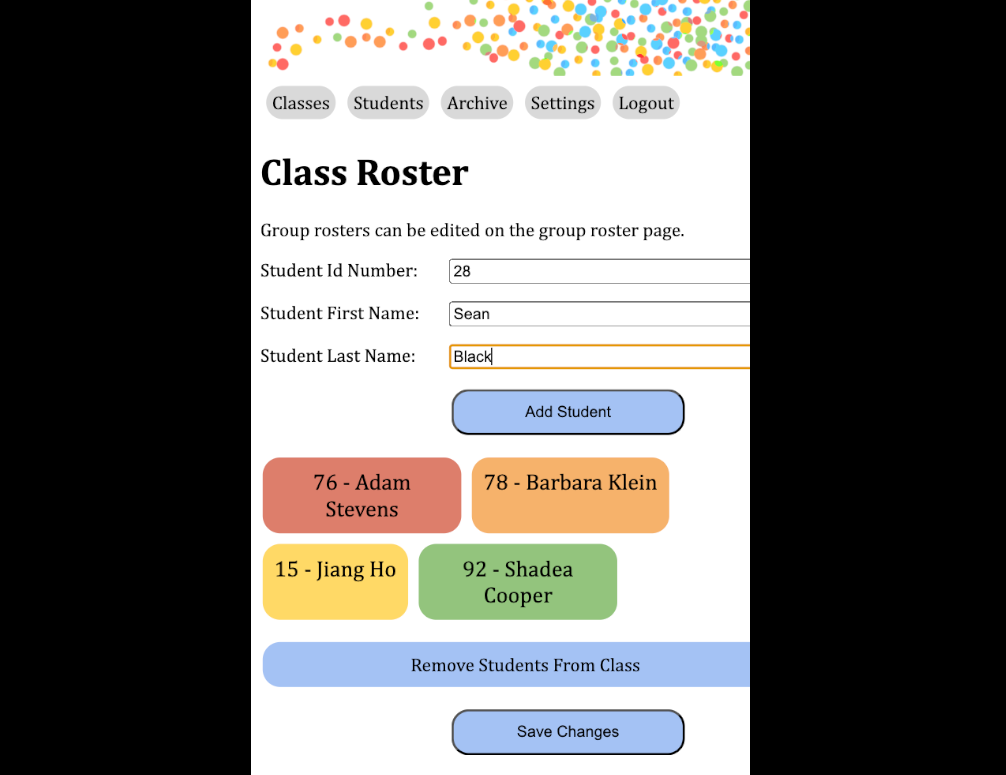 Classes Students Archive Settings Logout
Class Roster
Group rosters can be edited on the group roster page.
Student Id Number: 28
Student First Name: Sean
Student Last Name: Black
Add Student
76 - Adam
Stevens
78 - Barbara Klein
15 - Jiang Ho
92 - Shadea
Cooper
Remove Students From Class
Save Changes